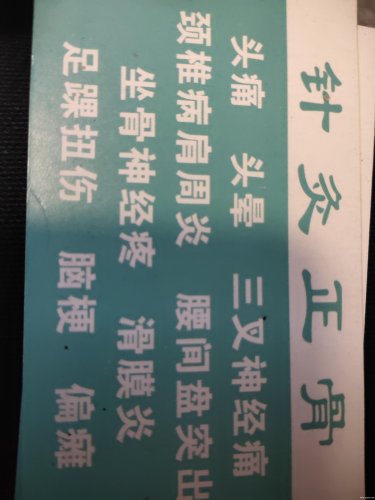 针灸正骨
头痛 头晕 三叉神经痛
颈椎病肩周炎 腰间盘突出
坐骨神经疼 滑膜炎
足踝扭伤 脑梗 偏瘫